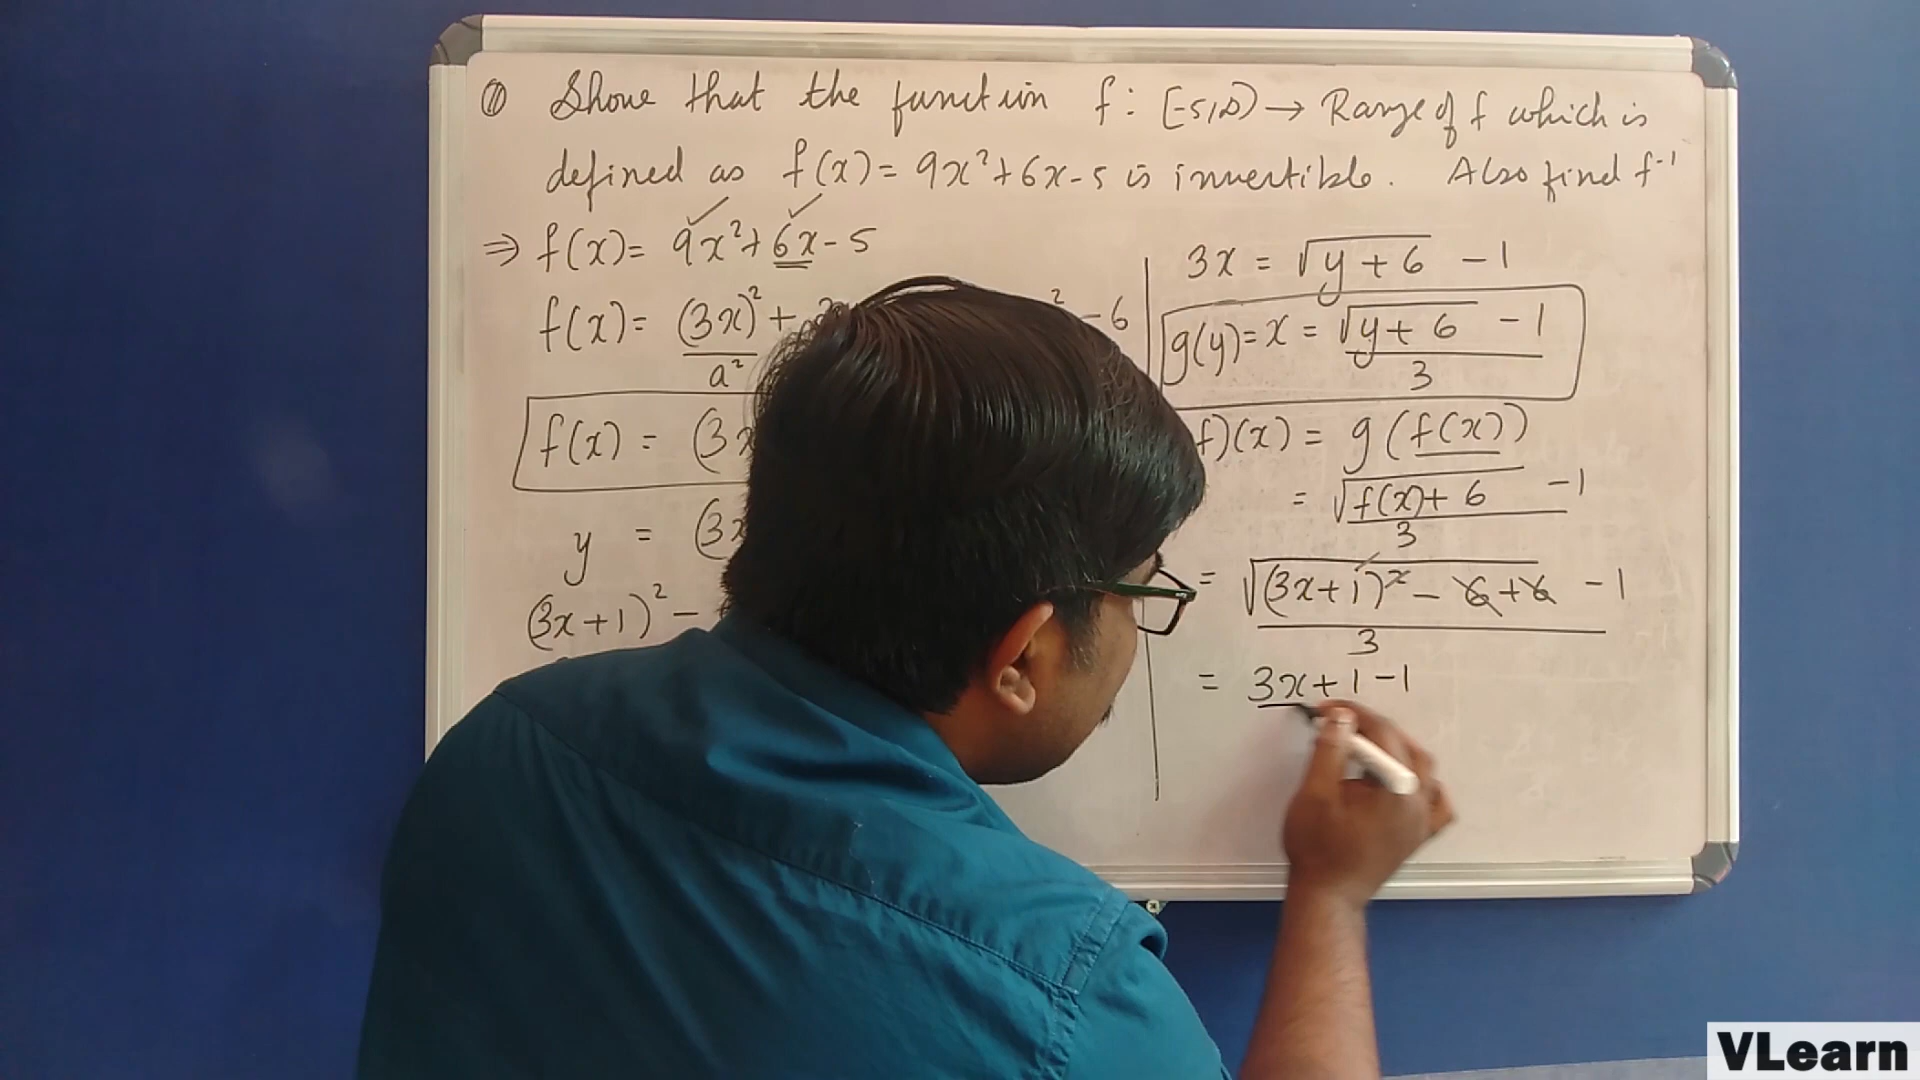 ① Show that the function f: [-5,∞) → Range of f which is
defined as f(x) = 9x² + 6x - 5 is invertible. Also find f⁻¹
⇒ f(x) = 9x² + 6x - 5
f(x) = (3x)² +
a²
² - 6
f(x) = (3x
y = (3x
(3x+1)² -
3x = √y + 6 - 1
g(y) = x = √y + 6 - 1
3
f)(x) = g(f(x))
= √f(x) + 6 - 1
3
= √(3x+1)² - 6 + 6 - 1
3
= 3x + 1 - 1
VLearn